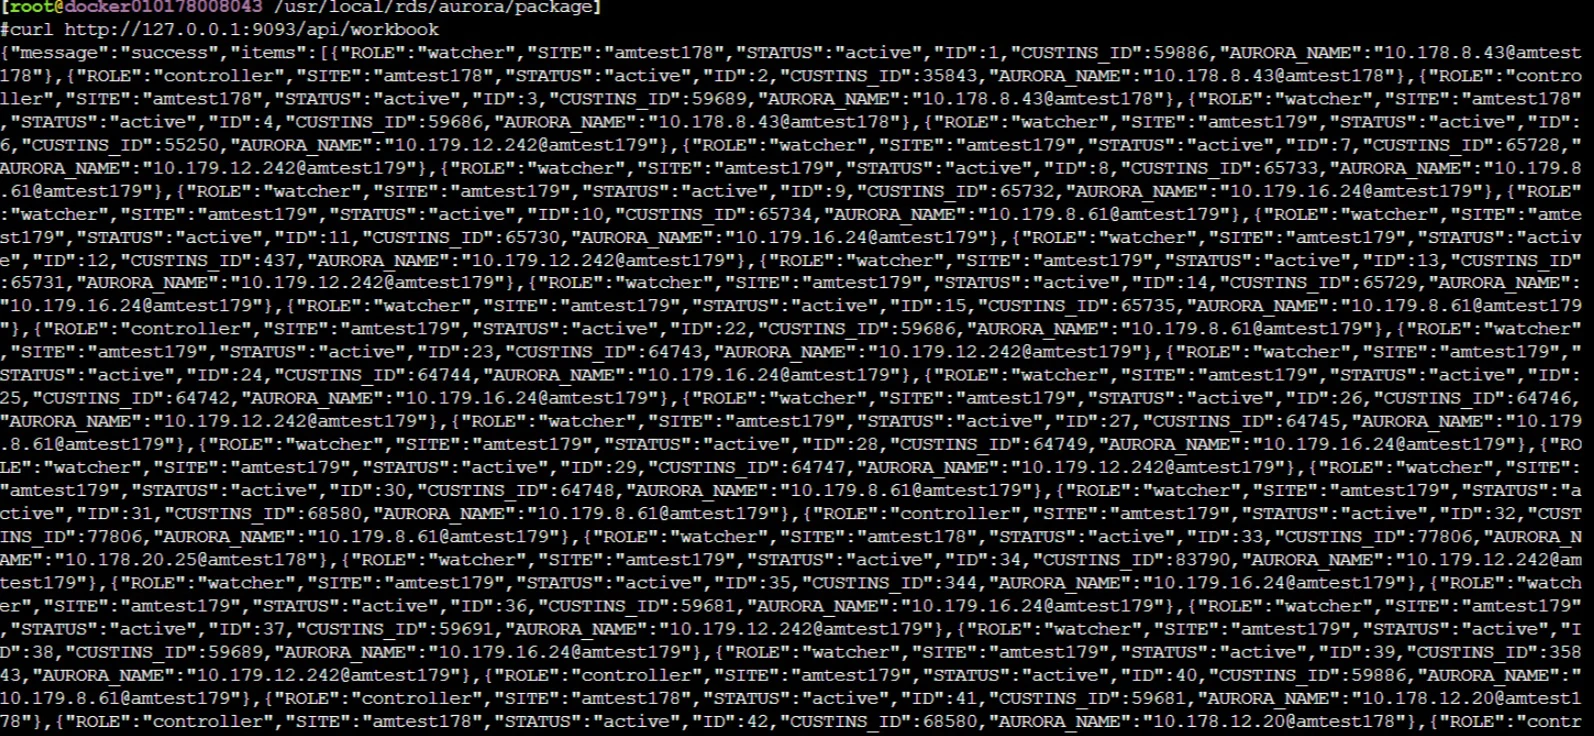 [root@docker010178008043 /usr/local/rds/aurora/package]
#curl http://127.0.0.1:9093/api/workbook
{"message":"success","items":[{"ROLE":"watcher","SITE":"amtest178","STATUS":"active","ID":1,"CUSTINS_ID":59886,"AURORA_NAME":"10.178.8.43@amtest
178"},{"ROLE":"controller","SITE":"amtest178","STATUS":"active","ID":2,"CUSTINS_ID":35843,"AURORA_NAME":"10.178.8.43@amtest178"},{"ROLE":"contro
ller","SITE":"amtest178","STATUS":"active","ID":3,"CUSTINS_ID":59689,"AURORA_NAME":"10.178.8.43@amtest178"},{"ROLE":"watcher","SITE":"amtest178"
,"STATUS":"active","ID":4,"CUSTINS_ID":59686,"AURORA_NAME":"10.178.8.43@amtest178"},{"ROLE":"watcher","SITE":"amtest179","STATUS":"active","ID":
6,"CUSTINS_ID":55250,"AURORA_NAME":"10.179.12.242@amtest179"},{"ROLE":"watcher","SITE":"amtest179","STATUS":"active","ID":7,"CUSTINS_ID":65728,"
AURORA_NAME":"10.179.12.242@amtest179"},{"ROLE":"watcher","SITE":"amtest179","STATUS":"active","ID":8,"CUSTINS_ID":65733,"AURORA_NAME":"10.179.8
.61@amtest179"},{"ROLE":"watcher","SITE":"amtest179","STATUS":"active","ID":9,"CUSTINS_ID":65732,"AURORA_NAME":"10.179.16.24@amtest179"},{"ROLE"
:"watcher","SITE":"amtest179","STATUS":"active","ID":10,"CUSTINS_ID":65734,"AURORA_NAME":"10.179.8.61@amtest179"},{"ROLE":"watcher","SITE":"amte
st179","STATUS":"active","ID":11,"CUSTINS_ID":65730,"AURORA_NAME":"10.179.16.24@amtest179"},{"ROLE":"watcher","SITE":"amtest179","STATUS":"activ
e","ID":12,"CUSTINS_ID":437,"AURORA_NAME":"10.179.12.242@amtest179"},{"ROLE":"watcher","SITE":"amtest179","STATUS":"active","ID":13,"CUSTINS_ID"
:65731,"AURORA_NAME":"10.179.12.242@amtest179"},{"ROLE":"watcher","SITE":"amtest179","STATUS":"active","ID":14,"CUSTINS_ID":65729,"AURORA_NAME":
"10.179.16.24@amtest179"},{"ROLE":"watcher","SITE":"amtest179","STATUS":"active","ID":15,"CUSTINS_ID":65735,"AURORA_NAME":"10.179.8.61@amtest179
"},{"ROLE":"controller","SITE":"amtest179","STATUS":"active","ID":22,"CUSTINS_ID":59686,"AURORA_NAME":"10.179.8.61@amtest179"},{"ROLE":"watcher"
,"SITE":"amtest179","STATUS":"active","ID":23,"CUSTINS_ID":64743,"AURORA_NAME":"10.179.12.242@amtest179"},{"ROLE":"watcher","SITE":"amtest179","
STATUS":"active","ID":24,"CUSTINS_ID":64744,"AURORA_NAME":"10.179.16.24@amtest179"},{"ROLE":"watcher","SITE":"amtest179","STATUS":"active","ID":
25,"CUSTINS_ID":64742,"AURORA_NAME":"10.179.16.24@amtest179"},{"ROLE":"watcher","SITE":"amtest179","STATUS":"active","ID":26,"CUSTINS_ID":64746,
"AURORA_NAME":"10.179.12.242@amtest179"},{"ROLE":"watcher","SITE":"amtest179","STATUS":"active","ID":27,"CUSTINS_ID":64745,"AURORA_NAME":"10.179
.8.61@amtest179"},{"ROLE":"watcher","SITE":"amtest179","STATUS":"active","ID":28,"CUSTINS_ID":64749,"AURORA_NAME":"10.179.16.24@amtest179"},{"RO
LE":"watcher","SITE":"amtest179","STATUS":"active","ID":29,"CUSTINS_ID":64747,"AURORA_NAME":"10.179.12.242@amtest179"},{"ROLE":"watcher","SITE":
"amtest179","STATUS":"active","ID":30,"CUSTINS_ID":64748,"AURORA_NAME":"10.179.8.61@amtest179"},{"ROLE":"watcher","SITE":"amtest179","STATUS":"a
ctive","ID":31,"CUSTINS_ID":68580,"AURORA_NAME":"10.179.8.61@amtest179"},{"ROLE":"controller","SITE":"amtest179","STATUS":"active","ID":32,"CUST
INS_ID":77806,"AURORA_NAME":"10.179.8.61@amtest179"},{"ROLE":"watcher","SITE":"amtest178","STATUS":"active","ID":33,"CUSTINS_ID":77806,"AURORA_N
AME":"10.178.20.25@amtest178"},{"ROLE":"watcher","SITE":"amtest179","STATUS":"active","ID":34,"CUSTINS_ID":83790,"AURORA_NAME":"10.179.12.242@am
test179"},{"ROLE":"watcher","SITE":"amtest179","STATUS":"active","ID":35,"CUSTINS_ID":344,"AURORA_NAME":"10.179.16.24@amtest179"},{"ROLE":"watch
er","SITE":"amtest179","STATUS":"active","ID":36,"CUSTINS_ID":59681,"AURORA_NAME":"10.179.16.24@amtest179"},{"ROLE":"watcher","SITE":"amtest179"
,"STATUS":"active","ID":37,"CUSTINS_ID":59691,"AURORA_NAME":"10.179.12.242@amtest179"},{"ROLE":"watcher","SITE":"amtest179","STATUS":"active","I
D":38,"CUSTINS_ID":59689,"AURORA_NAME":"10.179.16.24@amtest179"},{"ROLE":"watcher","SITE":"amtest179","STATUS":"active","ID":39,"CUSTINS_ID":358
43,"AURORA_NAME":"10.179.12.242@amtest179"},{"ROLE":"controller","SITE":"amtest179","STATUS":"active","ID":40,"CUSTINS_ID":59886,"AURORA_NAME":"
10.179.8.61@amtest179"},{"ROLE":"controller","SITE":"amtest178","STATUS":"active","ID":41,"CUSTINS_ID":59681,"AURORA_NAME":"10.178.12.20@amtest1
78"},{"ROLE":"controller","SITE":"amtest178","STATUS":"active","ID":42,"CUSTINS_ID":68580,"AURORA_NAME":"10.178.12.20@amtest178"},{"ROLE":"contr